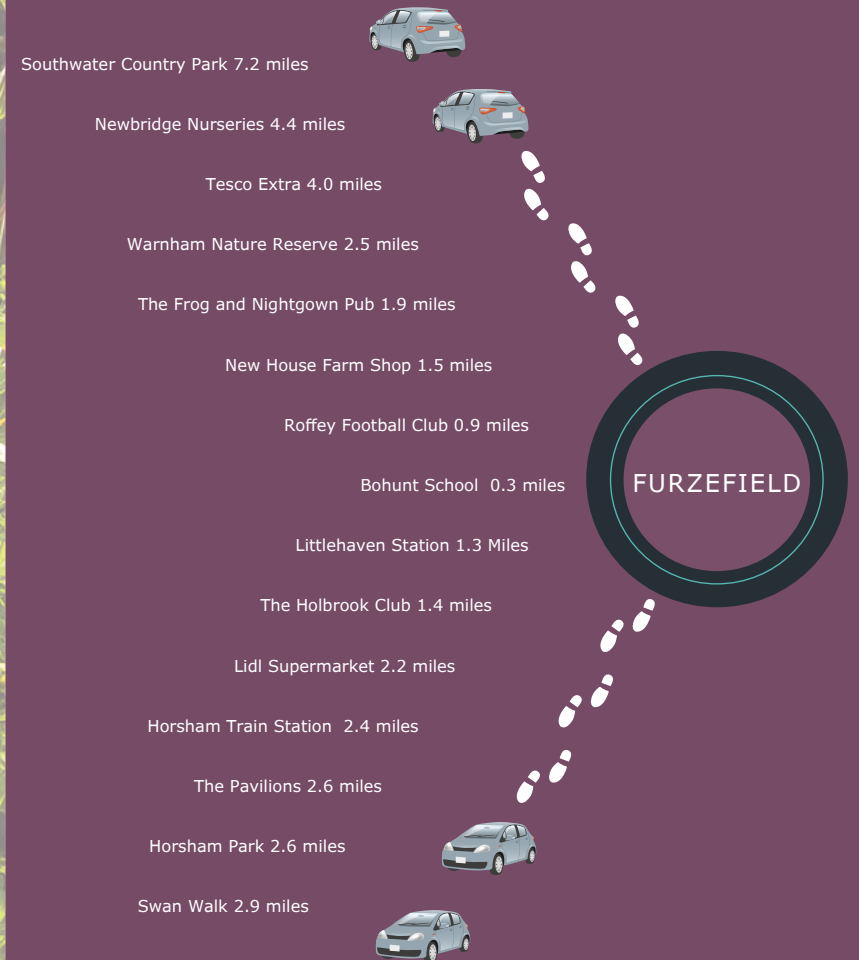 Southwater Country Park 7.2 miles
Newbridge Nurseries 4.4 miles
Tesco Extra 4.0 miles
Warnham Nature Reserve 2.5 miles
The Frog and Nightgown Pub 1.9 miles
New House Farm Shop 1.5 miles
Roffey Football Club 0.9 miles
Bohunt School  0.3 miles
FURZEFIELD
Littlehaven Station 1.3 Miles
The Holbrook Club 1.4 miles
Lidl Supermarket 2.2 miles
Horsham Train Station  2.4 miles
The Pavilions 2.6 miles
Horsham Park 2.6 miles
Swan Walk 2.9 miles